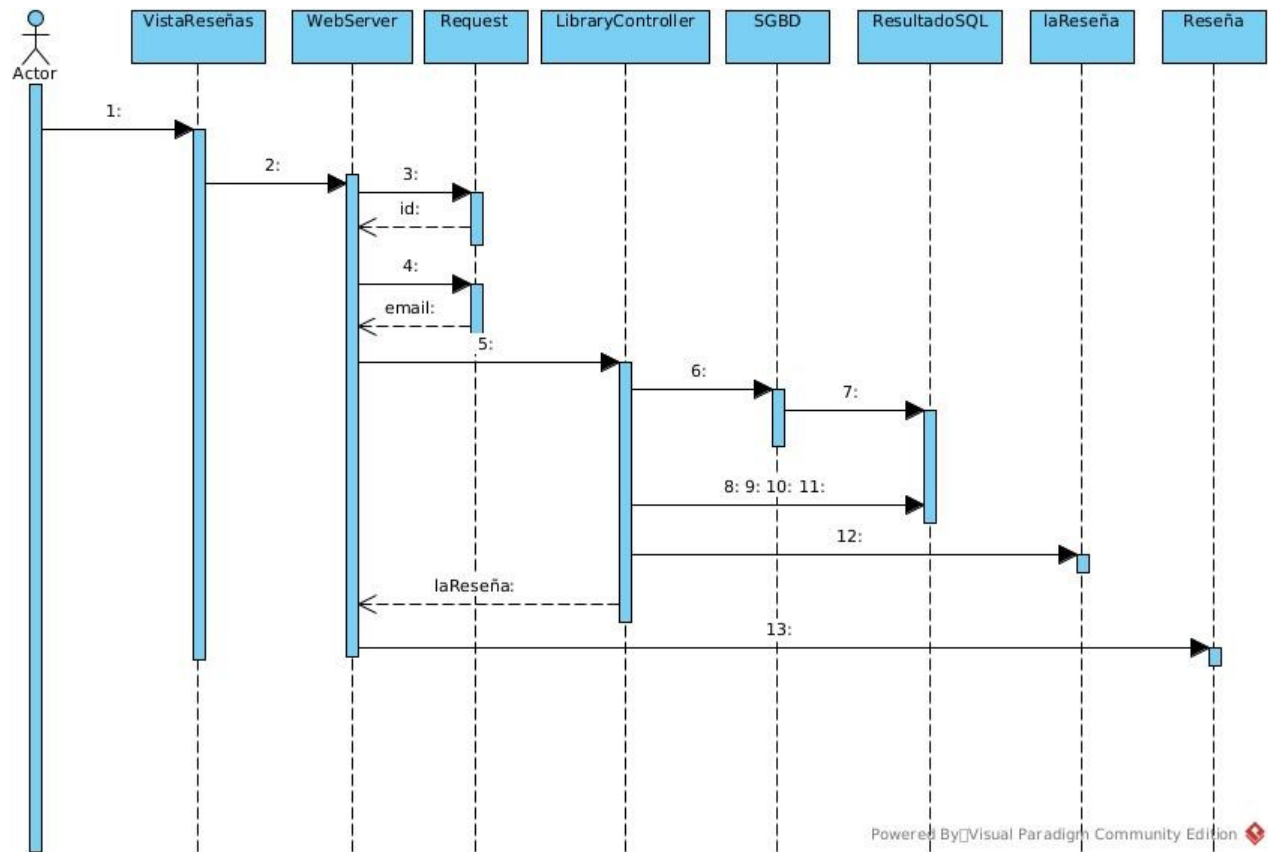 VistaReseñas
WebServer
Request
LibraryController
SGBD
ResultadoSQL
laReseña
Reseña
Actor
1:
2:
3:
id:
4:
email:
5:
6:
7:
8: 9: 10: 11:
12:
laReseña:
13:
Powered By Visual Paradigm Community Edition